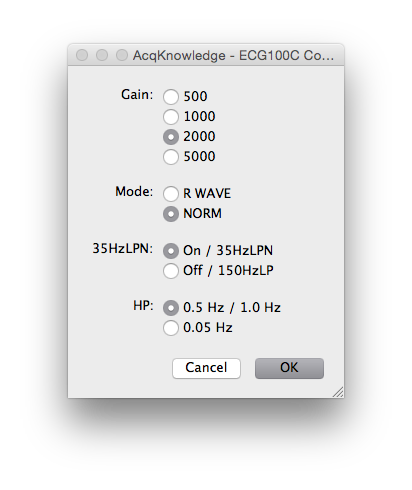 AcqKnowledge - ECG100C Co...
Gain:
500
1000
2000
5000
Mode:
R WAVE
NORM
35HzLPN:
On / 35HzLPN
Off / 150HzLP
HP:
0.5 Hz / 1.0 Hz
0.05 Hz
Cancel
OK